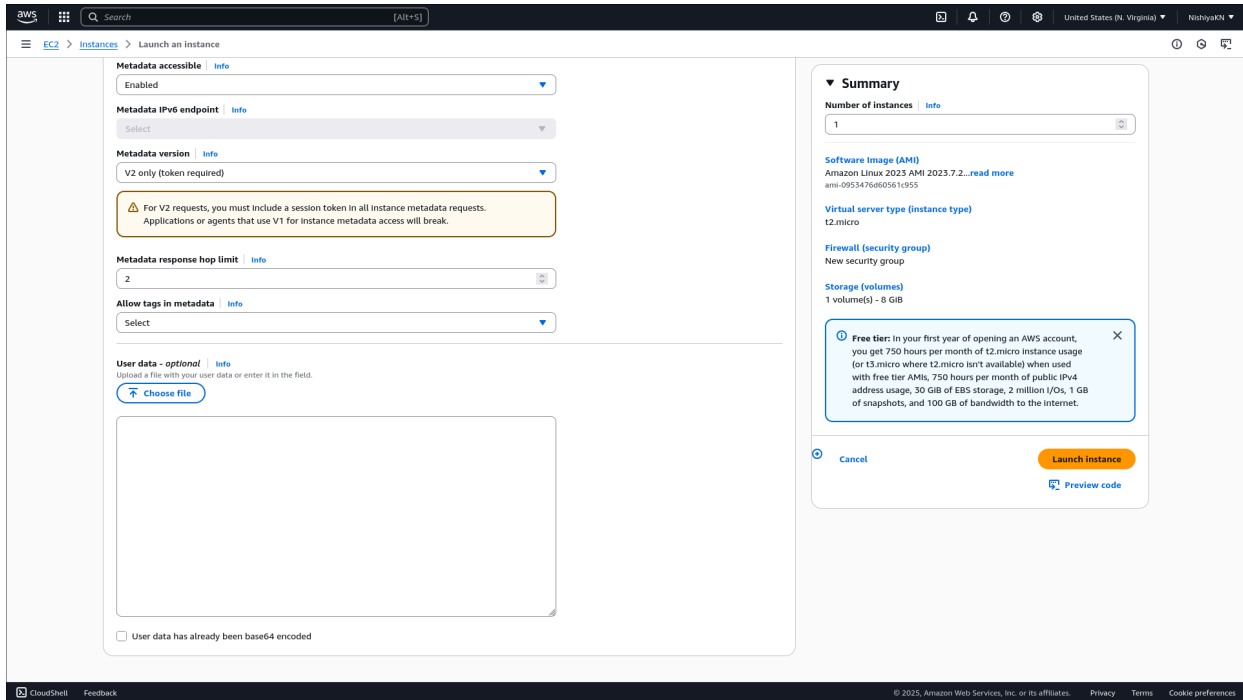 aws
Search [Alt+S]
United States (N. Virginia) ▼
NishiyaKN ▼
EC2 > Instances > Launch an instance
Metadata accessible | Info
Enabled
Metadata IPv6 endpoint | Info
Select
Metadata version | Info
V2 only (token required)
For V2 requests, you must include a session token in all instance metadata requests.
Applications or agents that use V1 for instance metadata access will break.
Metadata response hop limit | Info
2
Allow tags in metadata | Info
Select
User data - optional | Info
Upload a file with your user data or enter it in the field.
Choose file
User data has already been base64 encoded
▼ Summary
Number of instances | Info
1
Software Image (AMI)
Amazon Linux 2023 AMI 2023.7.2...read more
ami-0953476d60561c955
Virtual server type (instance type)
t2.micro
Firewall (security group)
New security group
Storage (volumes)
1 volume(s) - 8 GiB
Free tier: In your first year of opening an AWS account,
you get 750 hours per month of t2.micro instance usage
(or t3.micro where t2.micro isn't available) when used
with free tier AMIs, 750 hours per month of public IPv4
address usage, 30 GiB of EBS storage, 2 million I/Os, 1 GB
of snapshots, and 100 GB of bandwidth to the internet.
Cancel
Launch instance
Preview code
CloudShell Feedback
© 2025, Amazon Web Services, Inc. or its affiliates. Privacy Terms Cookie preferences